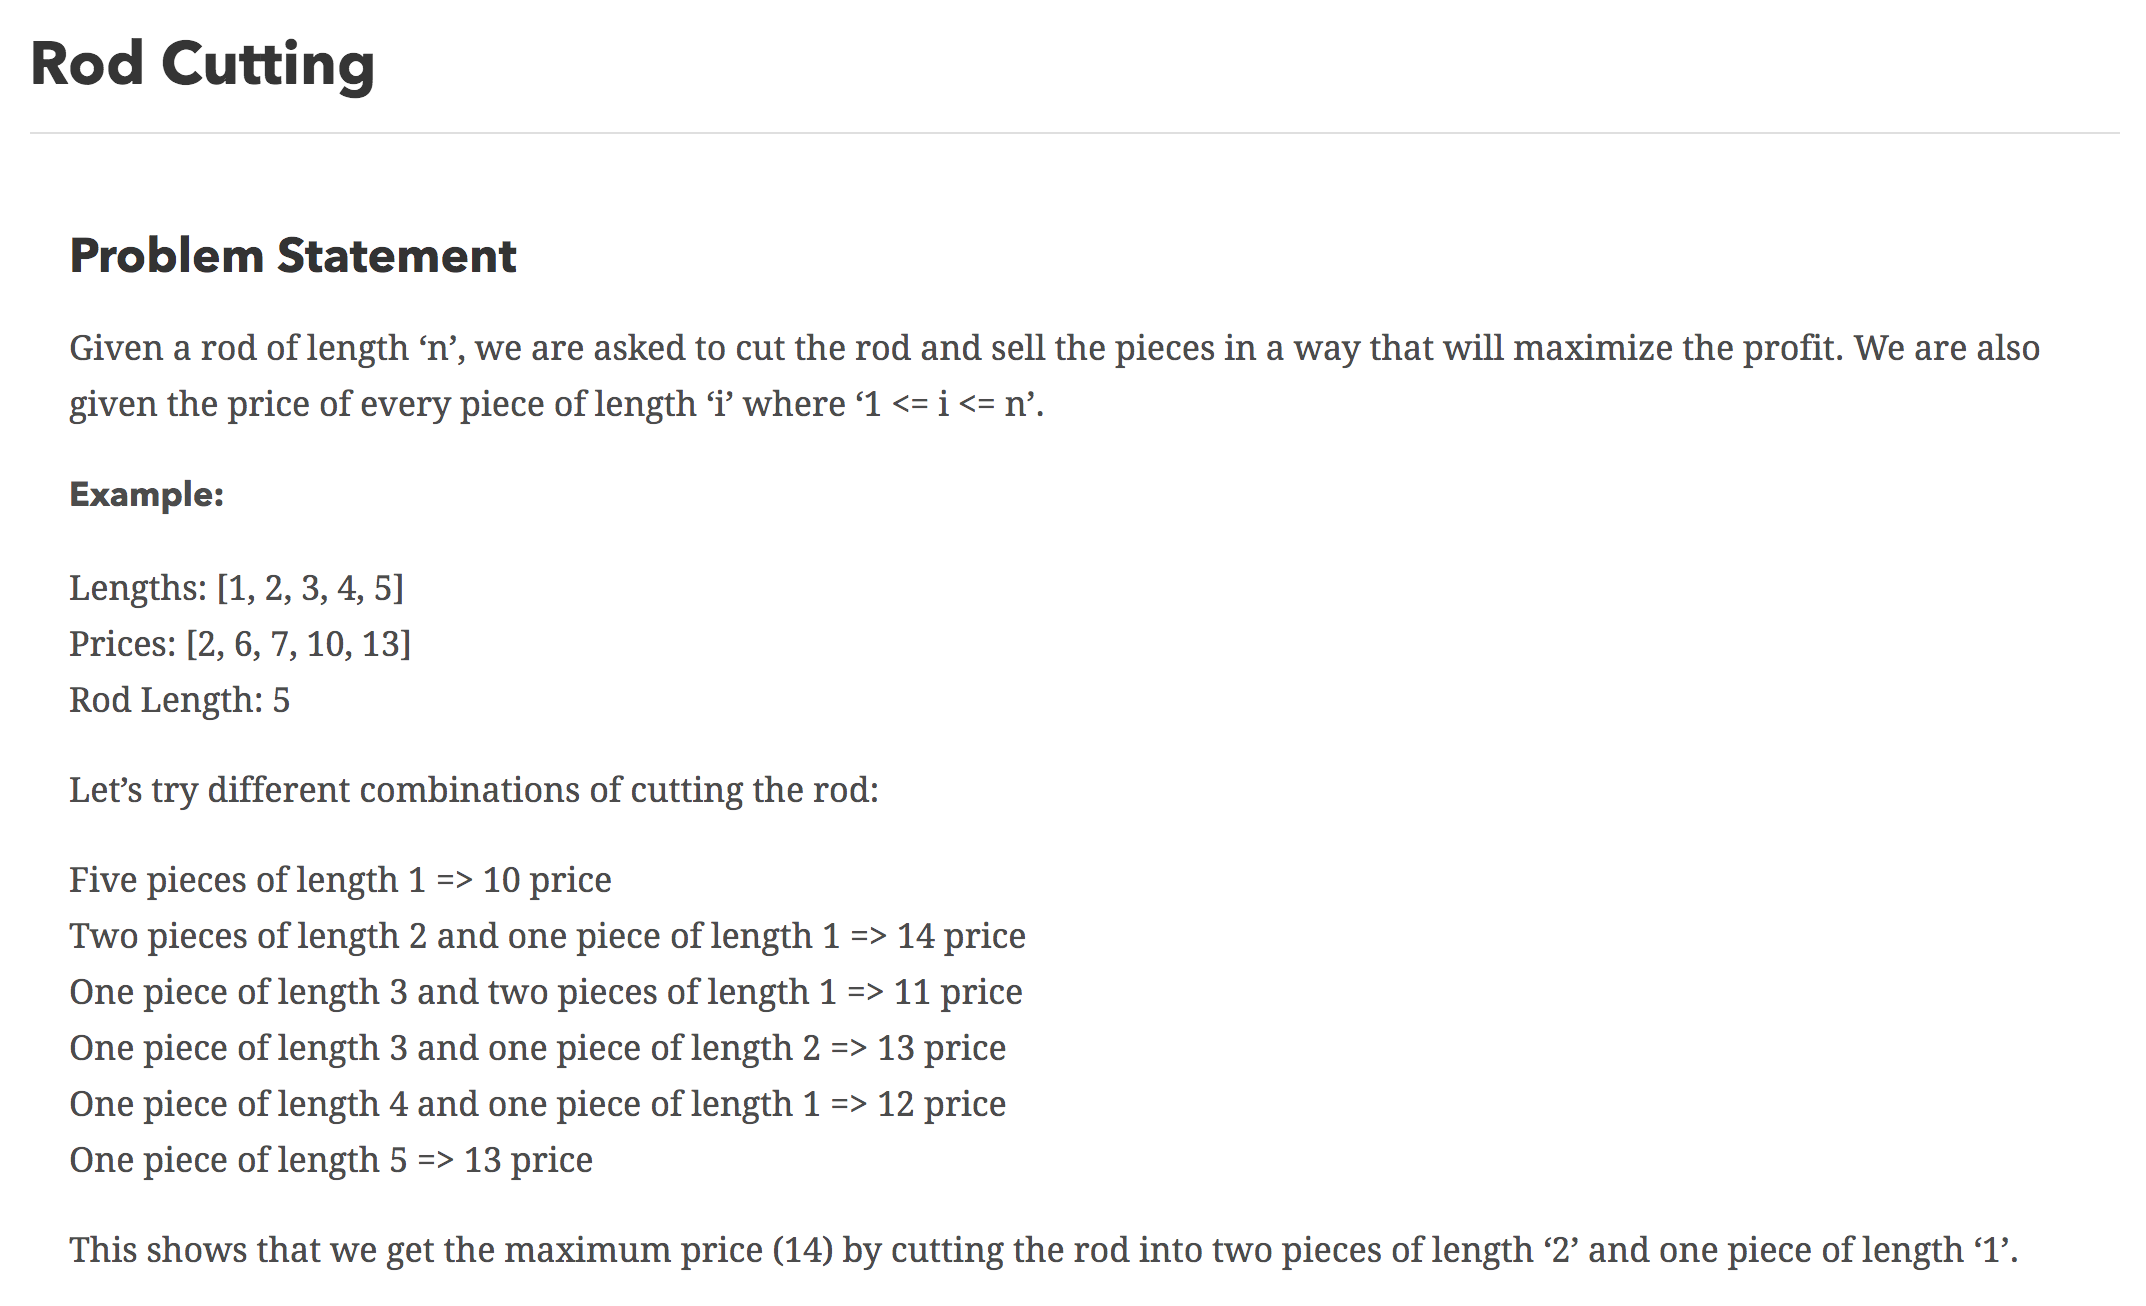 Rod Cutting
Problem Statement
Given a rod of length ‘n’, we are asked to cut the rod and sell the pieces in a way that will maximize the profit. We are also
given the price of every piece of length ‘i’ where ‘1 <= i <= n’.
Example:
Lengths: [1, 2, 3, 4, 5]
Prices: [2, 6, 7, 10, 13]
Rod Length: 5
Let’s try different combinations of cutting the rod:
Five pieces of length 1 => 10 price
Two pieces of length 2 and one piece of length 1 => 14 price
One piece of length 3 and two pieces of length 1 => 11 price
One piece of length 3 and one piece of length 2 => 13 price
One piece of length 4 and one piece of length 1 => 12 price
One piece of length 5 => 13 price
This shows that we get the maximum price (14) by cutting the rod into two pieces of length ‘2’ and one piece of length ‘1’.